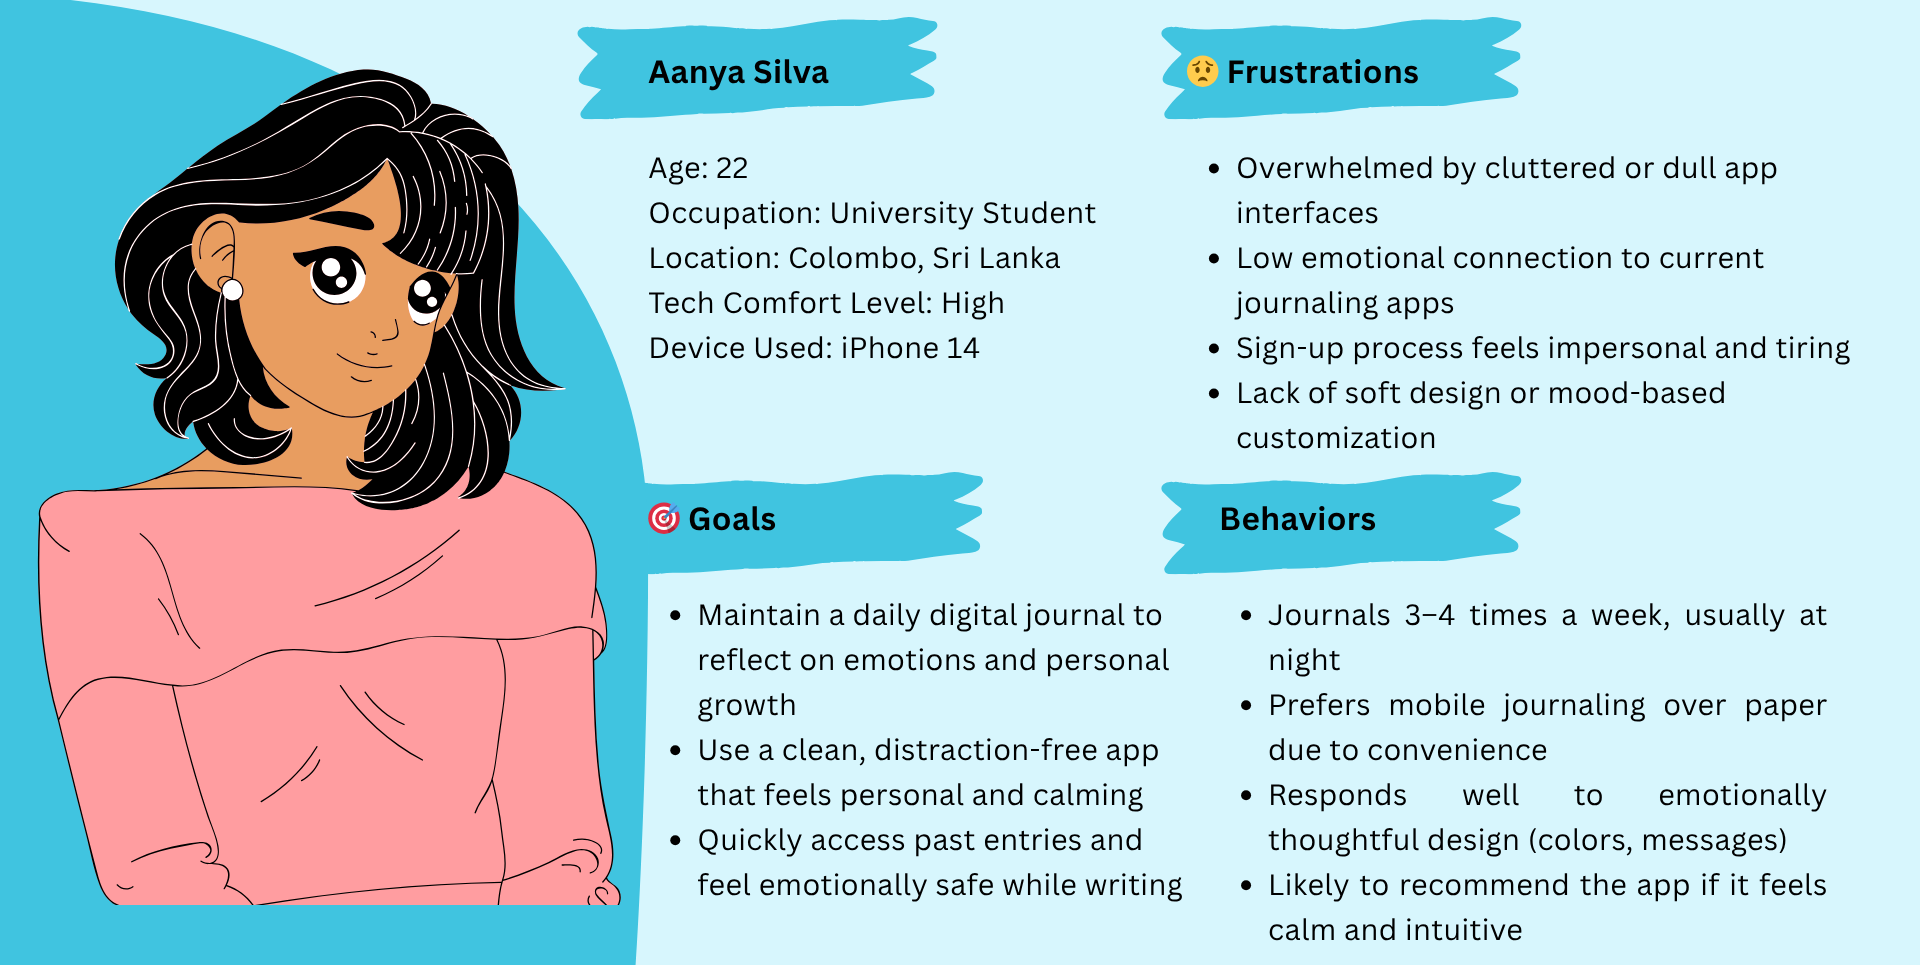 Aanya Silva
Age: 22
Occupation: University Student
Location: Colombo, Sri Lanka
Tech Comfort Level: High
Device Used: iPhone 14
😟 Frustrations
• Overwhelmed by cluttered or dull app
interfaces
• Low emotional connection to current
journaling apps
• Sign-up process feels impersonal and tiring
• Lack of soft design or mood-based
customization
🎯 Goals
• Maintain a daily digital journal to
reflect on emotions and personal
growth
• Use a clean, distraction-free app
that feels personal and calming
• Quickly access past entries and
feel emotionally safe while writing
Behaviors
• Journals 3–4 times a week, usually at
night
• Prefers mobile journaling over paper
due to convenience
• Responds well to emotionally
thoughtful design (colors, messages)
• Likely to recommend the app if it feels
calm and intuitive